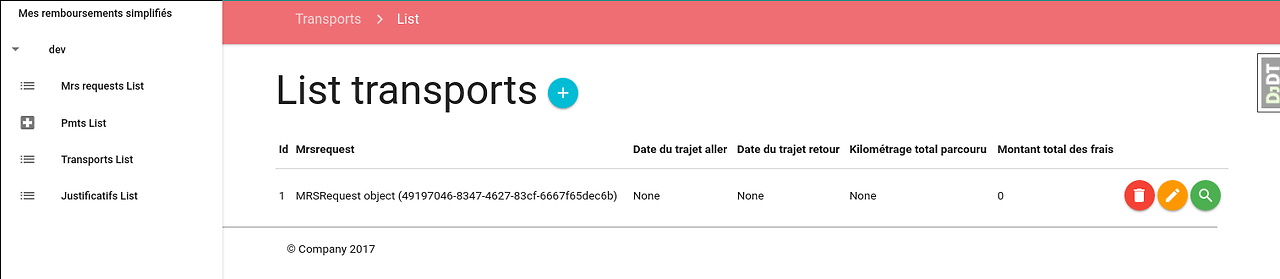 Mes remboursements simplifiés
dev
Mrs requests List
Pmts List
Transports List
Justificatifs List
Transports > List
List transports +
Id Mrsrequest Date du trajet aller Date du trajet retour Kilométrage total parcouru Montant total des frais
1 MRSRequest object (49197046-8347-4627-83cf-6667f65dec6b) None None None 0
© Company 2017
DJDT